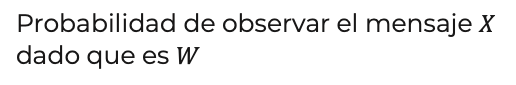 Probabilidad de observar el mensaje X
dado que es W